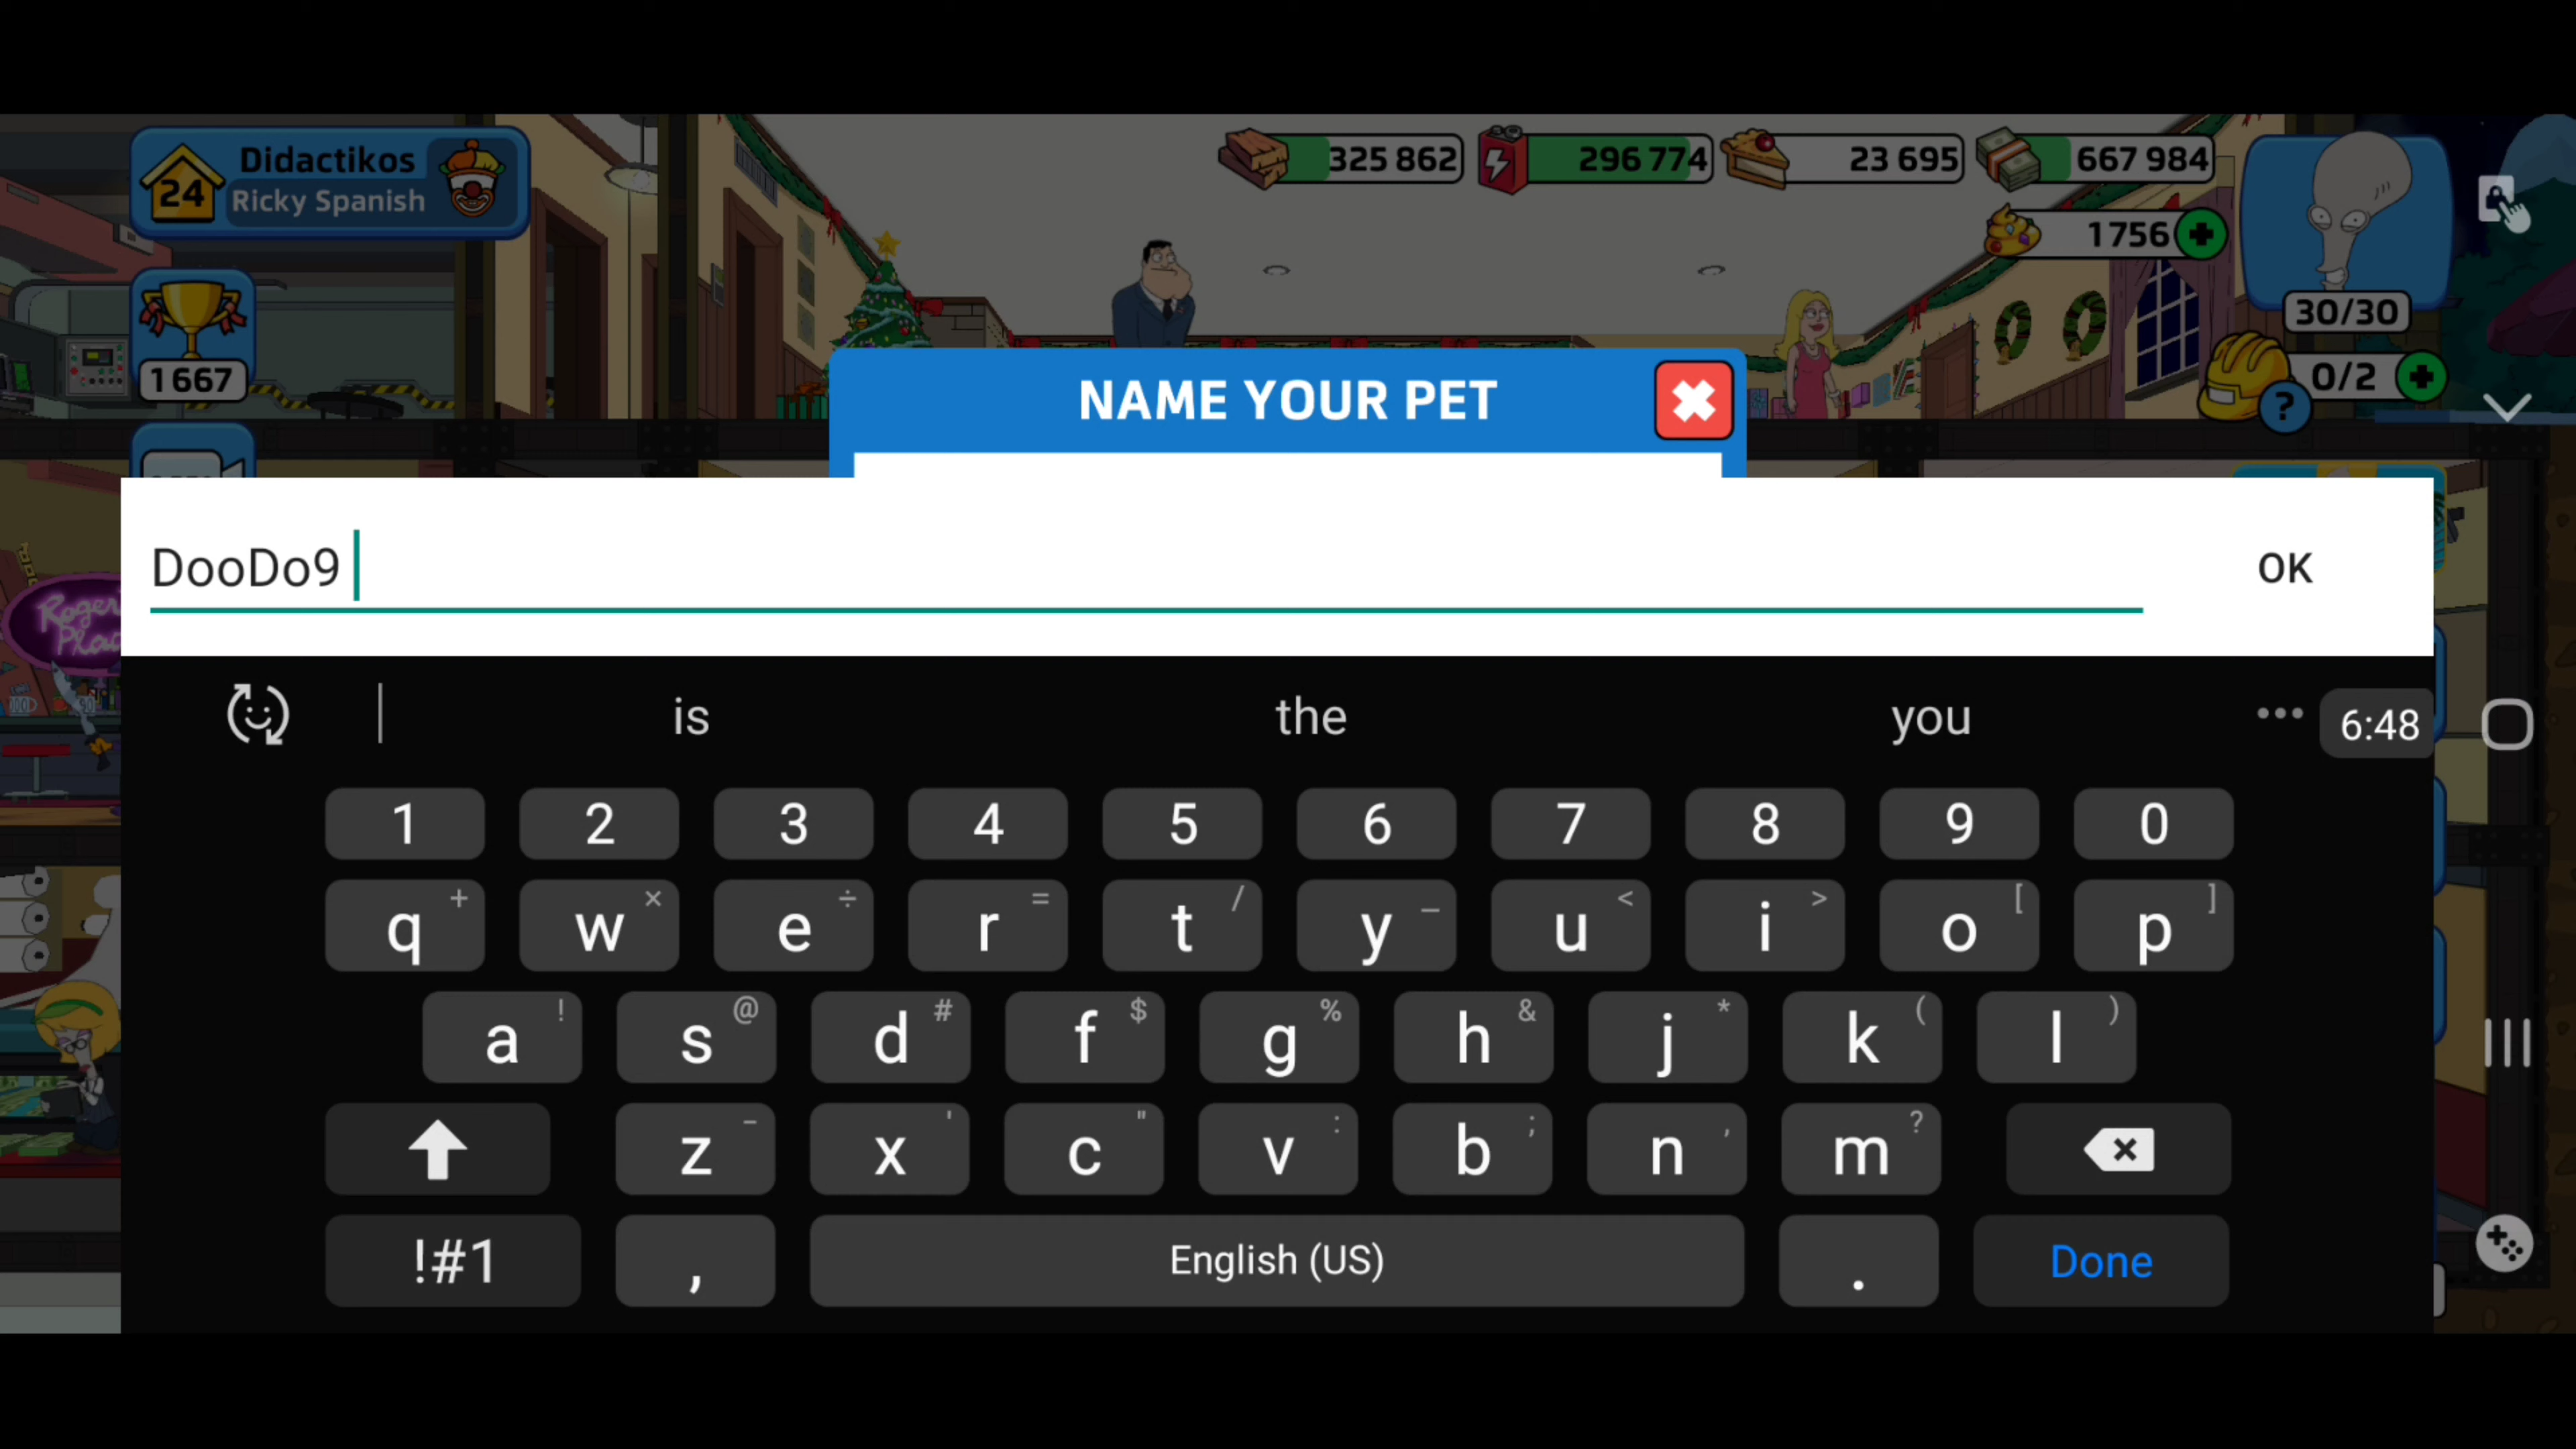 Didactikos
24
Ricky Spanish
325 862
296 774
23 695
667 984
1756
30/30
1667
0/2
?
NAME YOUR PET
DooDo9
OK
Roger
Plac
is
the
you
6:48
1 2 3 4 5 6 7 8 9 0
+ × ÷ = / _ < > [ ]
q w e r t y u i o p
! @ # $ % & * ( )
a s d f g h j k l
- ' " : ; , ?
z x c v b n m
!#1 , English (US) . Done